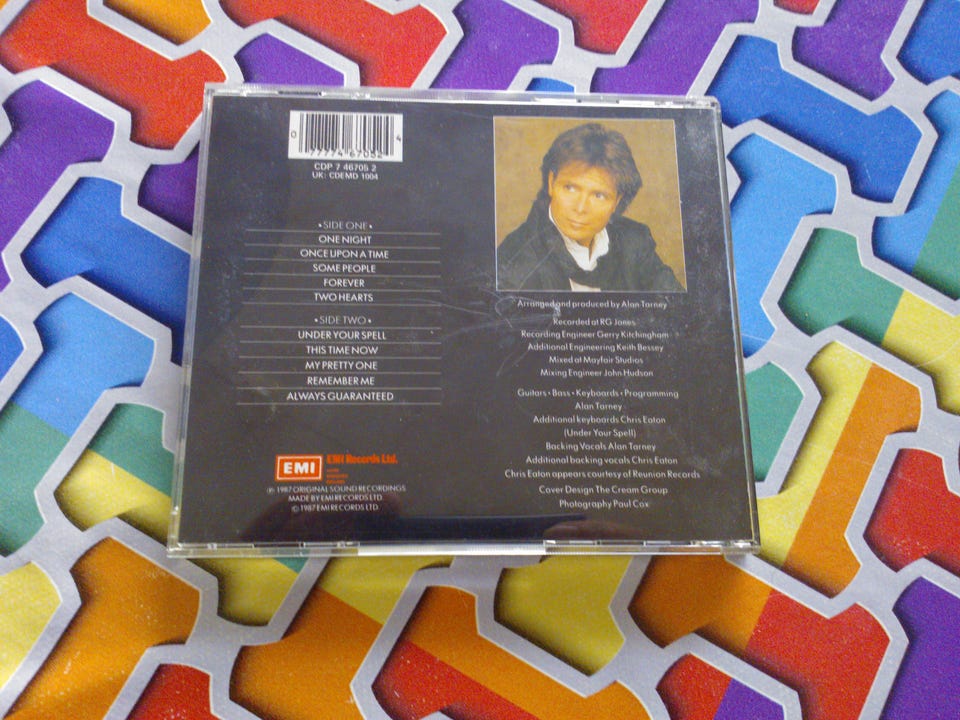 0 77774 67052 4
CDP 7 46705 2
UK: CDEMD 1004
• SIDE ONE •
ONE NIGHT
ONCE UPON A TIME
SOME PEOPLE
FOREVER
TWO HEARTS
• SIDE TWO •
UNDER YOUR SPELL
THIS TIME NOW
MY PRETTY ONE
REMEMBER ME
ALWAYS GUARANTEED
EMI
EMI Records Ltd.
℗ 1987 ORIGINAL SOUND RECORDINGS
MADE BY EMI RECORDS LTD.
© 1987 EMI RECORDS LTD.
Arranged and produced by Alan Tarney
Recorded at RG Jones
Recording Engineer Gerry Kitchingham
Additional Engineering Keith Bessey
Mixed at Mayfair Studios
Mixing Engineer John Hudson
Guitars • Bass • Keyboards • Programming
Alan Tarney
Additional keyboards Chris Eaton
(Under Your Spell)
Backing Vocals Alan Tarney
Additional backing vocals Chris Eaton
Chris Eaton appears courtesy of Reunion Records
Cover Design The Cream Group
Photography Paul Cox